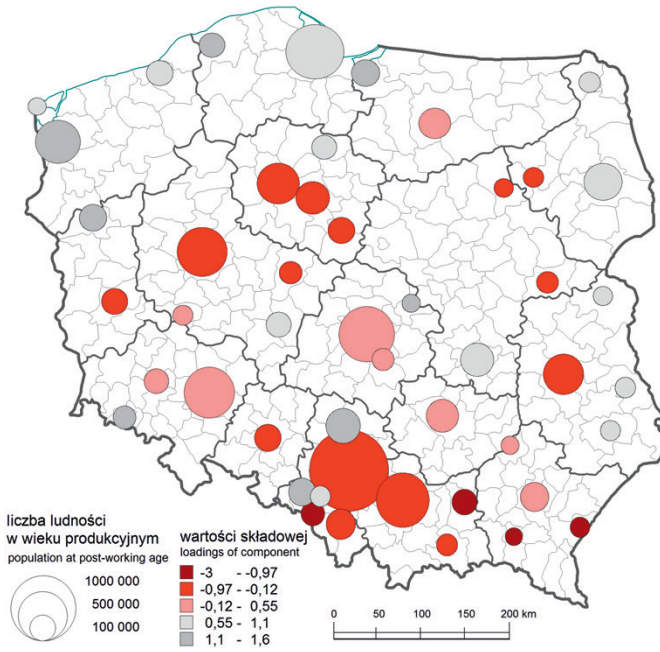 liczba ludności
w wieku produkcyjnym
population at post-working age
1000 000
500 000
100 000
wartości składowej
loadings of component
-3 - -0,97
-0,97 - -0,12
-0,12 - 0,55
0,55 - 1,1
1,1 - 1,6
0 50 100 150 200 km